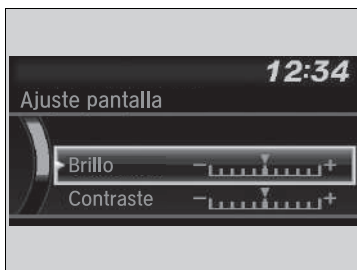 12:34
Ajuste pantalla
Brillo - +
Contraste - +